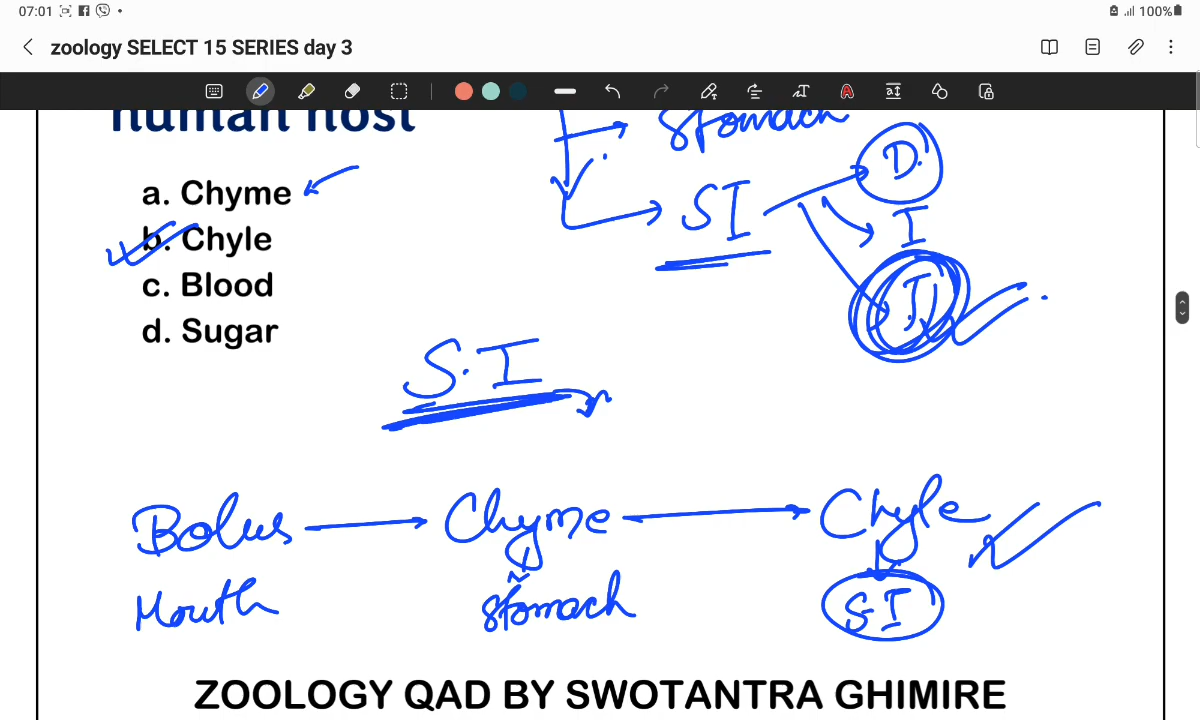 07:01
100%
zoology SELECT 15 SERIES day 3
human host
stomach
a. Chyme
b. Chyle
c. Blood
d. Sugar
SI
D.
I
J
S.I
Bolus Chyme Chyle
Mouth stomach S.I
ZOOLOGY QAD BY SWOTANTRA GHIMIRE